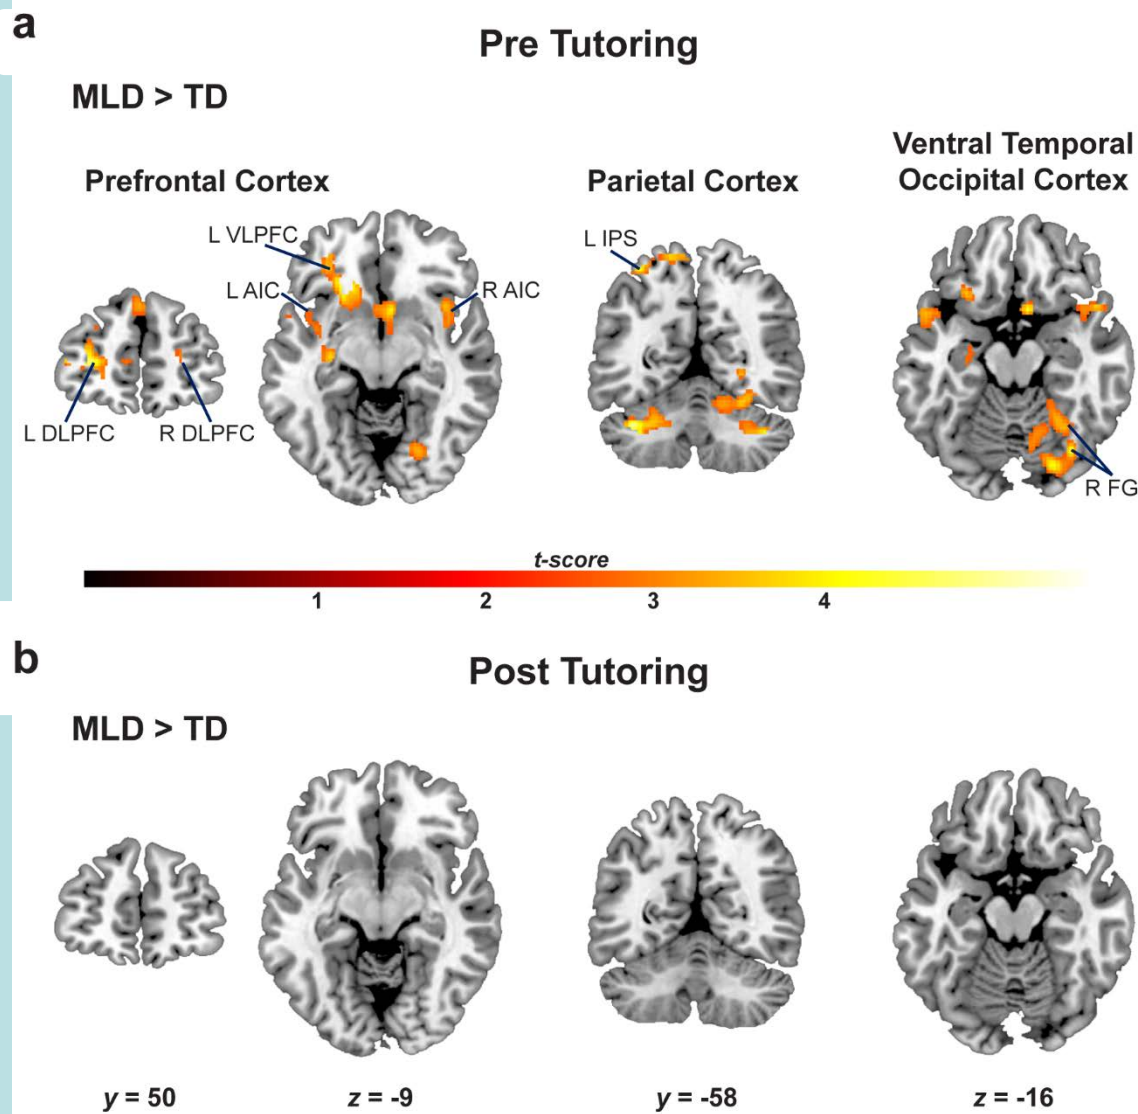 a
Pre Tutoring
MLD > TD
Prefrontal Cortex
Parietal Cortex
Ventral Temporal
Occipital Cortex
L VLPFC
L AIC
R AIC
L DLPFC
R DLPFC
L IPS
R FG
t-score
1 2 3 4
b
Post Tutoring
MLD > TD
y = 50
z = -9
y = -58
z = -16